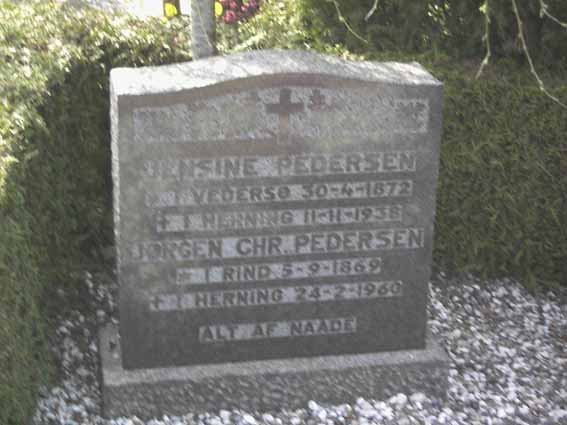 JENSINE PEDERSEN
* I VEDERSØ 30-4-1872
+ I HERNING 11-11-1938
JØRGEN CHR. PEDERSEN
* I RIND 5-9-1869
+ I HERNING 24-2-1960
ALT AF NAADE